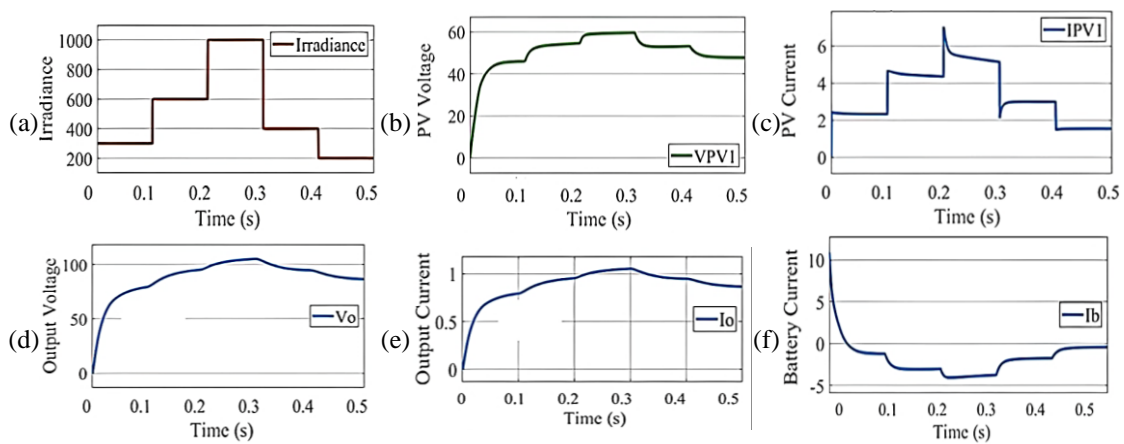 (a)
Irradiance
1000
800
600
400
200
Irradiance
0
0.1
0.2
0.3
0.4
0.5
Time (s)
(b)
PV Voltage
60
40
20
0
VPV1
0
0.1
0.2
0.3
0.4
0.5
Time (s)
(c)
PV Current
6
4
2
0
IPV1
0
0.1
0.2
0.3
0.4
0.5
Time (s)
(d)
Output Voltage
100
50
0
Vo
0
0.1
0.2
0.3
0.4
0.5
Time (s)
(e)
Output Current
1
0.5
0
Io
0
0.1
0.2
0.3
0.4
0.5
Time (s)
(f)
Battery Current
10
5
0
-5
Ib
0
0.1
0.2
0.3
0.4
0.5
Time (s)